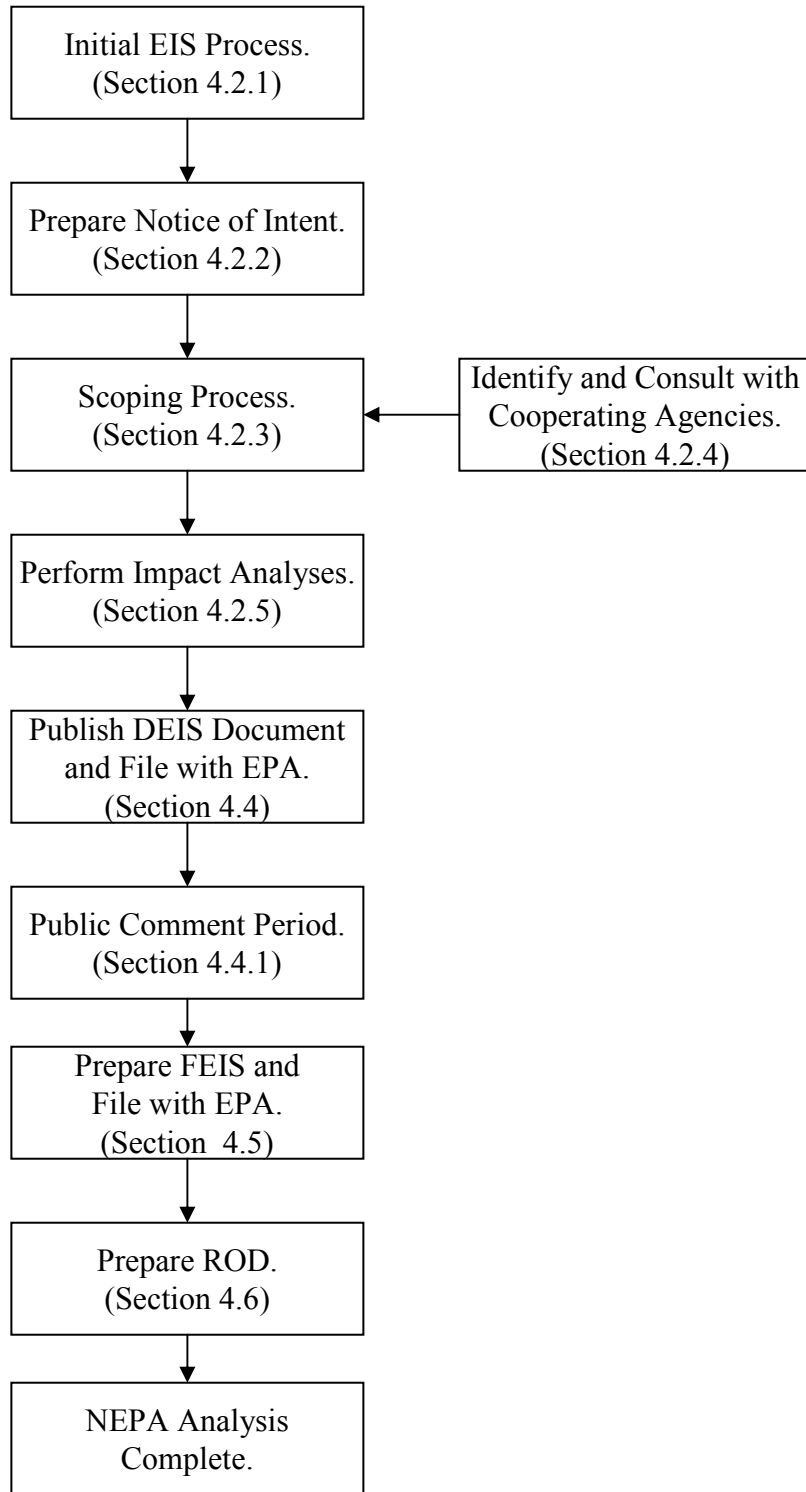 Initial EIS Process.
(Section 4.2.1)
Prepare Notice of Intent.
(Section 4.2.2)
Scoping Process.
(Section 4.2.3)
Identify and Consult with
Cooperating Agencies.
(Section 4.2.4)
Perform Impact Analyses.
(Section 4.2.5)
Publish DEIS Document
and File with EPA.
(Section 4.4)
Public Comment Period.
(Section 4.4.1)
Prepare FEIS and
File with EPA.
(Section  4.5)
Prepare ROD.
(Section 4.6)
NEPA Analysis
Complete.